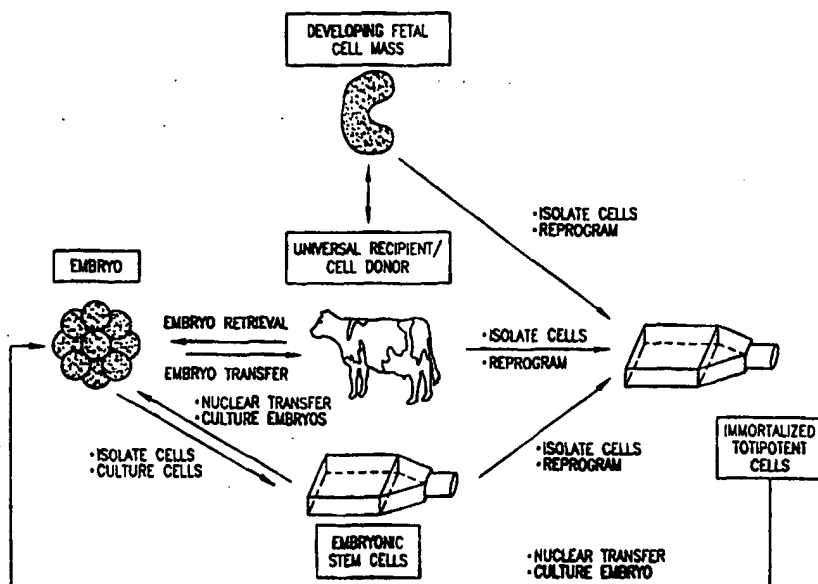 DEVELOPING FETAL
CELL MASS
•ISOLATE CELLS
•REPROGRAM
UNIVERSAL RECIPIENT/
CELL DONOR
EMBRYO
EMBRYO RETRIEVAL
EMBRYO TRANSFER
•ISOLATE CELLS
•REPROGRAM
•NUCLEAR TRANSFER
•CULTURE EMBRYOS
•ISOLATE CELLS
•CULTURE CELLS
•ISOLATE CELLS
•REPROGRAM
IMMORTALIZED
TOTIPOTENT
CELLS
EMBRYONIC
STEM CELLS
•NUCLEAR TRANSFER
•CULTURE EMBRYO